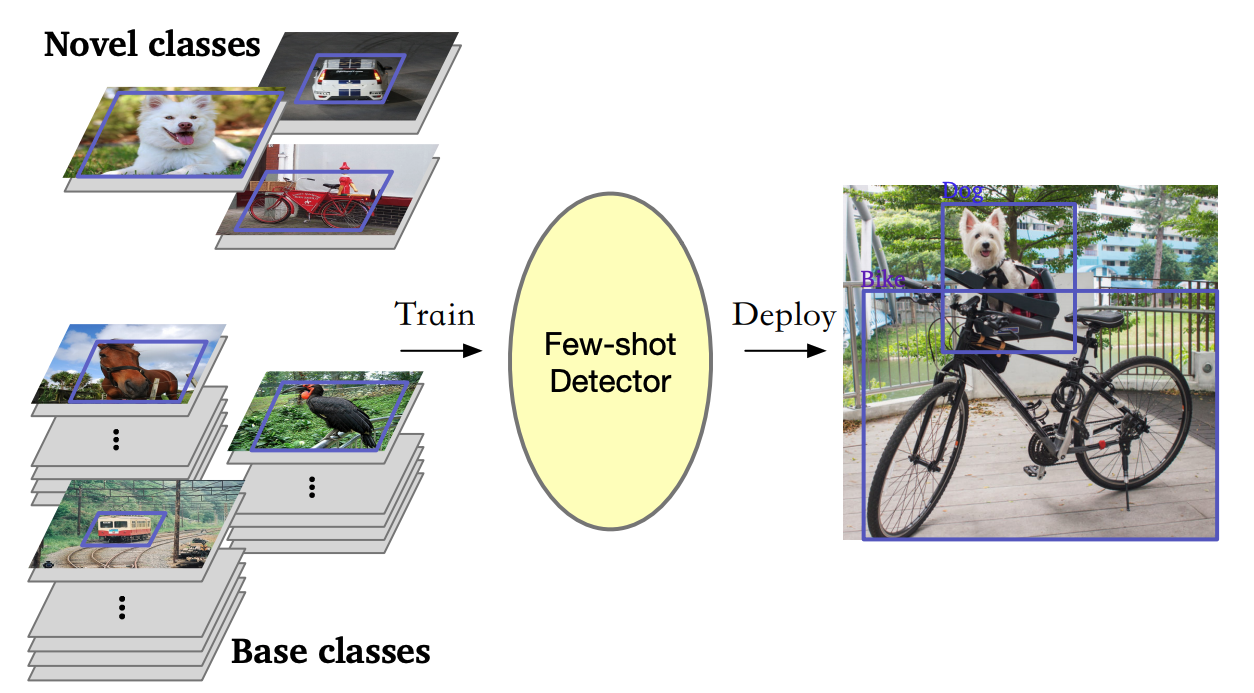 Novel classes
Train
Few-shot
Detector
Deploy
Dog
Bike
Base classes